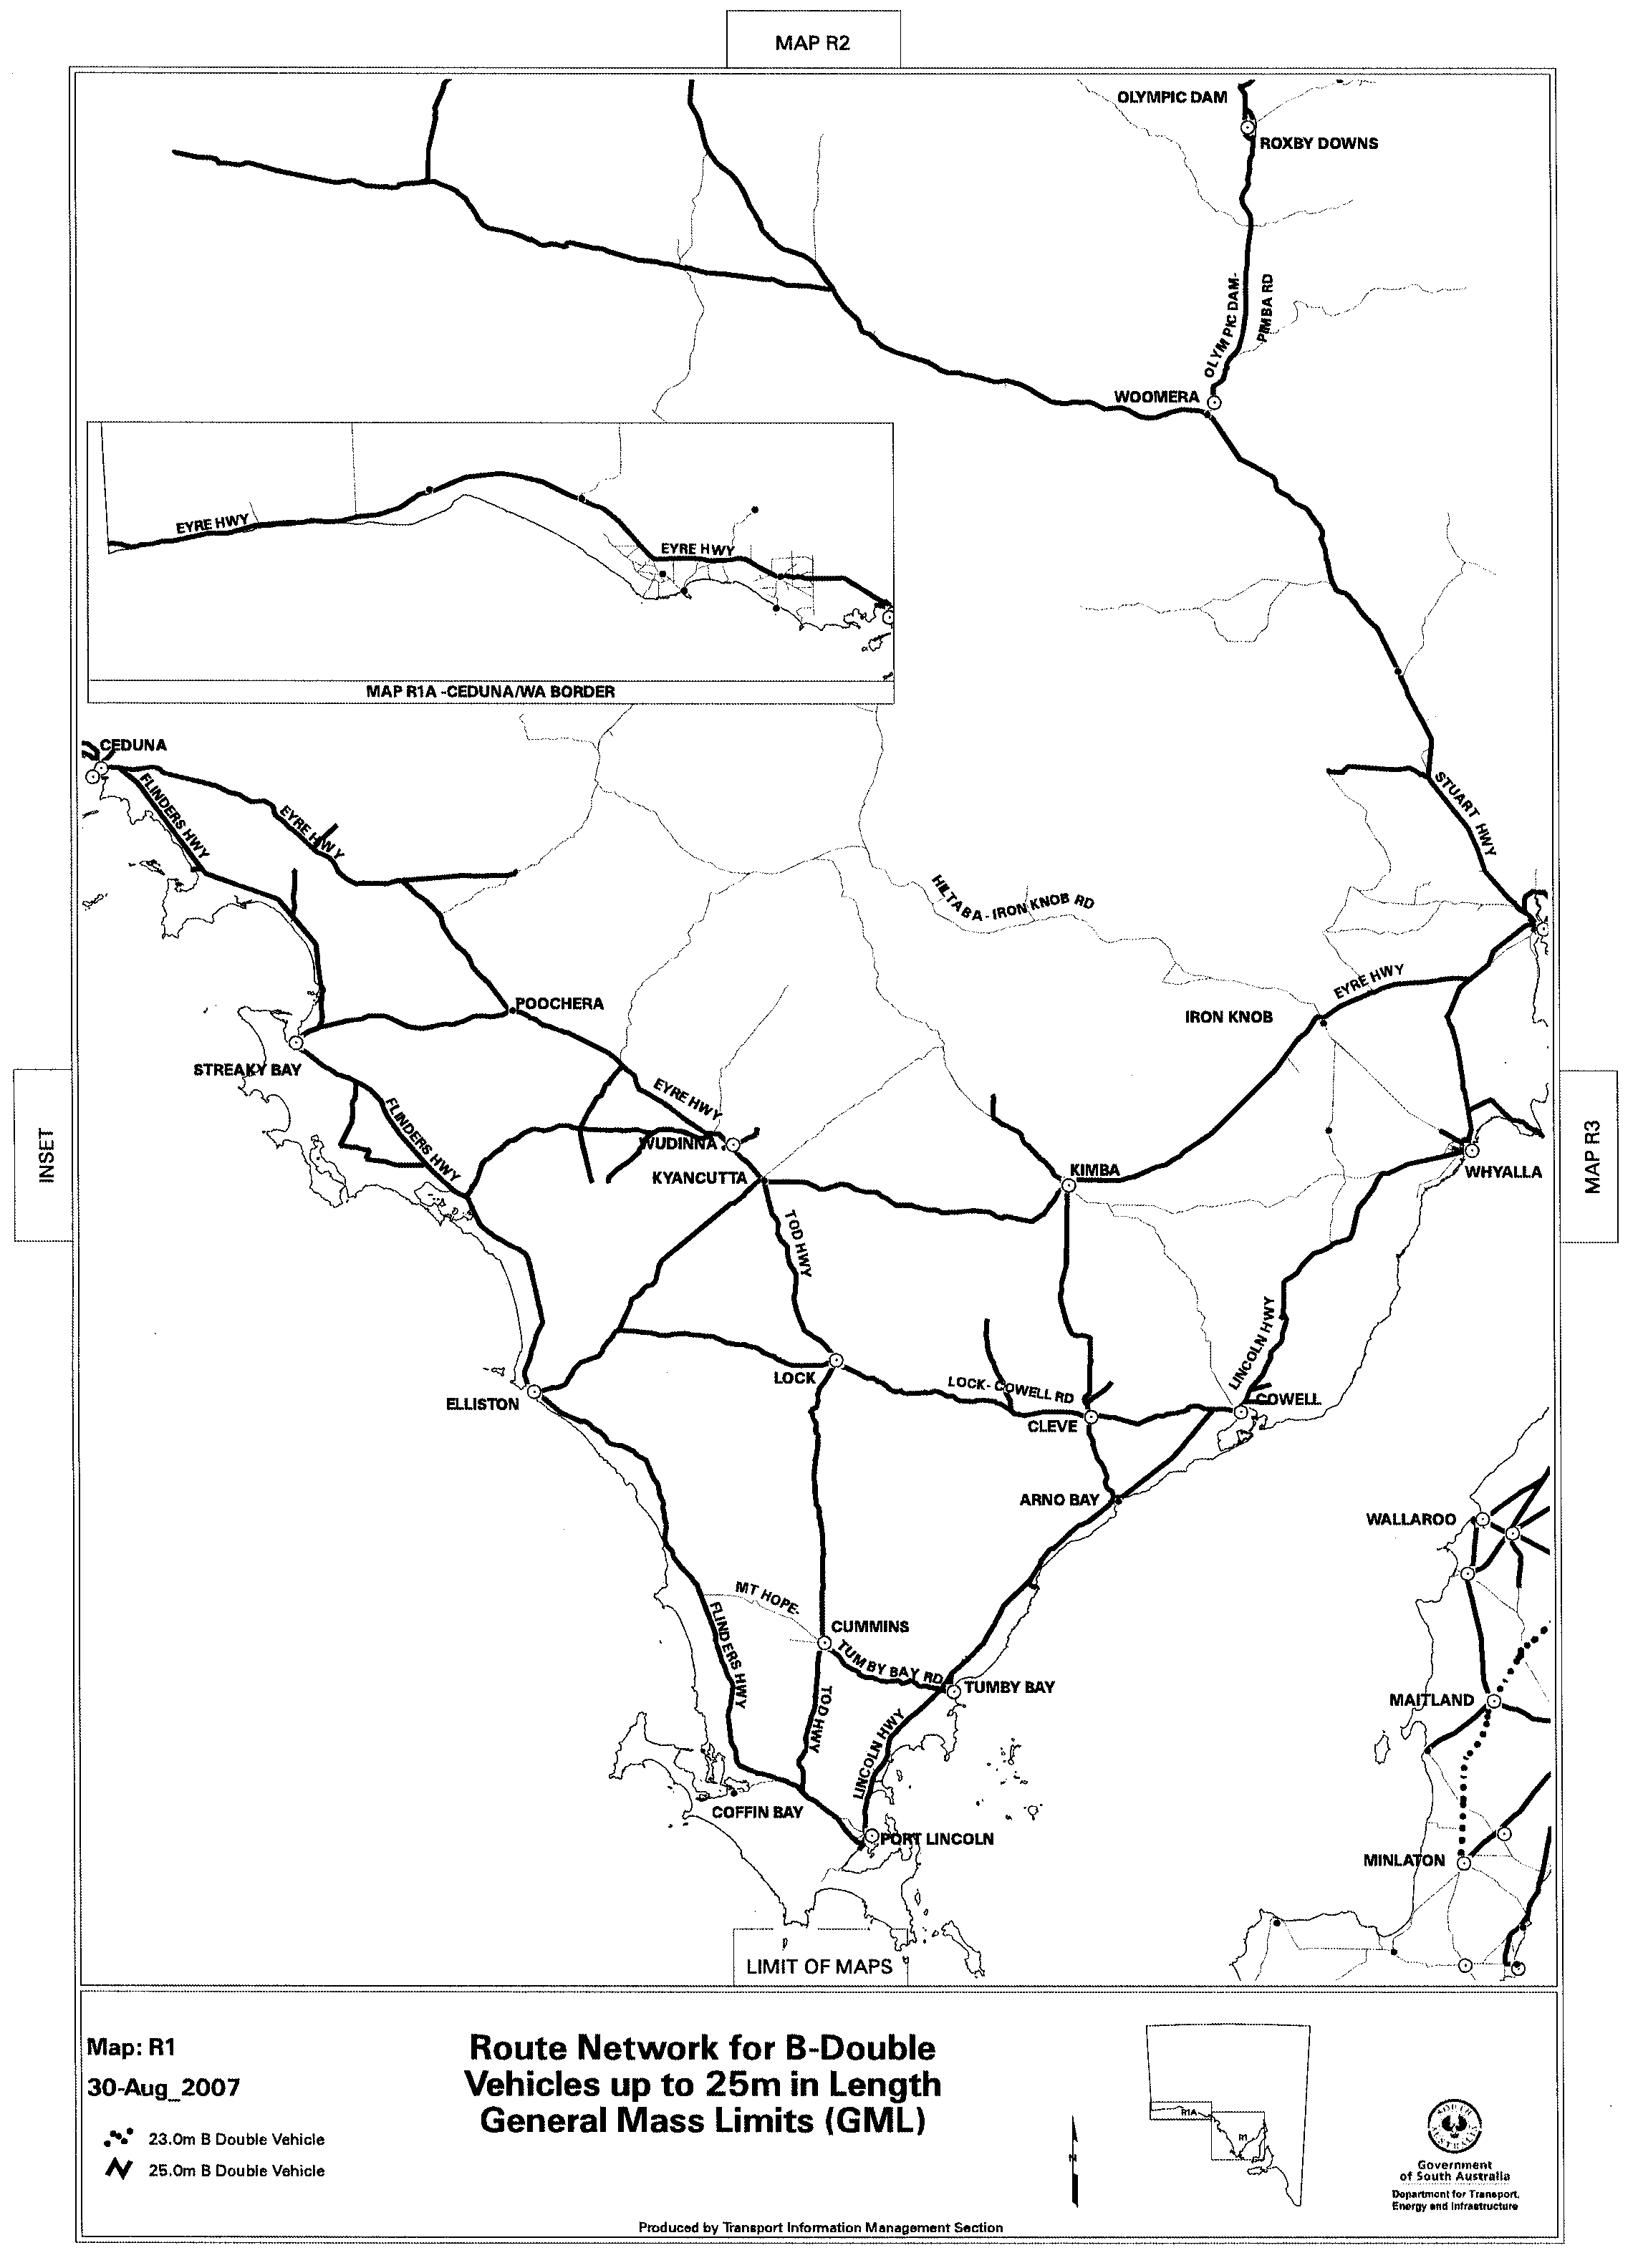 MAP R2
OLYMPIC DAM
ROXBY DOWNS
OLYMPIC DAM-
PIMBA RD
WOOMERA
EYRE HWY
EYRE HWY
MAP R1A -CEDUNA/WA BORDER
CEDUNA
FLINDERS HWY
EYRE HWY
STUART HWY
HILTABA - IRON KNOB RD
EYRE HWY
POOCHERA
IRON KNOB
STREAKY BAY
INSET
MAP R3
EYRE HWY
FLINDERS HWY
WUDINNA
KYANCUTTA
KIMBA
WHYALLA
TOD HWY
LINCOLN HWY
LOCK
LOCK - COWELL RD
ELLISTON
COWELL
CLEVE
ARNO BAY
WALLAROO
MT HOPE-
FLINDERS HWY
CUMMINS
TUMBY BAY RD
TUMBY BAY
TOD HWY
LINCOLN HWY
MAITLAND
COFFIN BAY
PORT LINCOLN
MINLATON
LIMIT OF MAPS
Map: R1
30-Aug_2007
23.0m B Double Vehicle
25.0m B Double Vehicle
Route Network for B-Double
Vehicles up to 25m in Length
General Mass Limits (GML)
N
R1A
R1
SOUTH AUSTRALIA
Government
of South Australia
Department for Transport,
Energy and Infrastructure
Produced by Transport Information Management Section